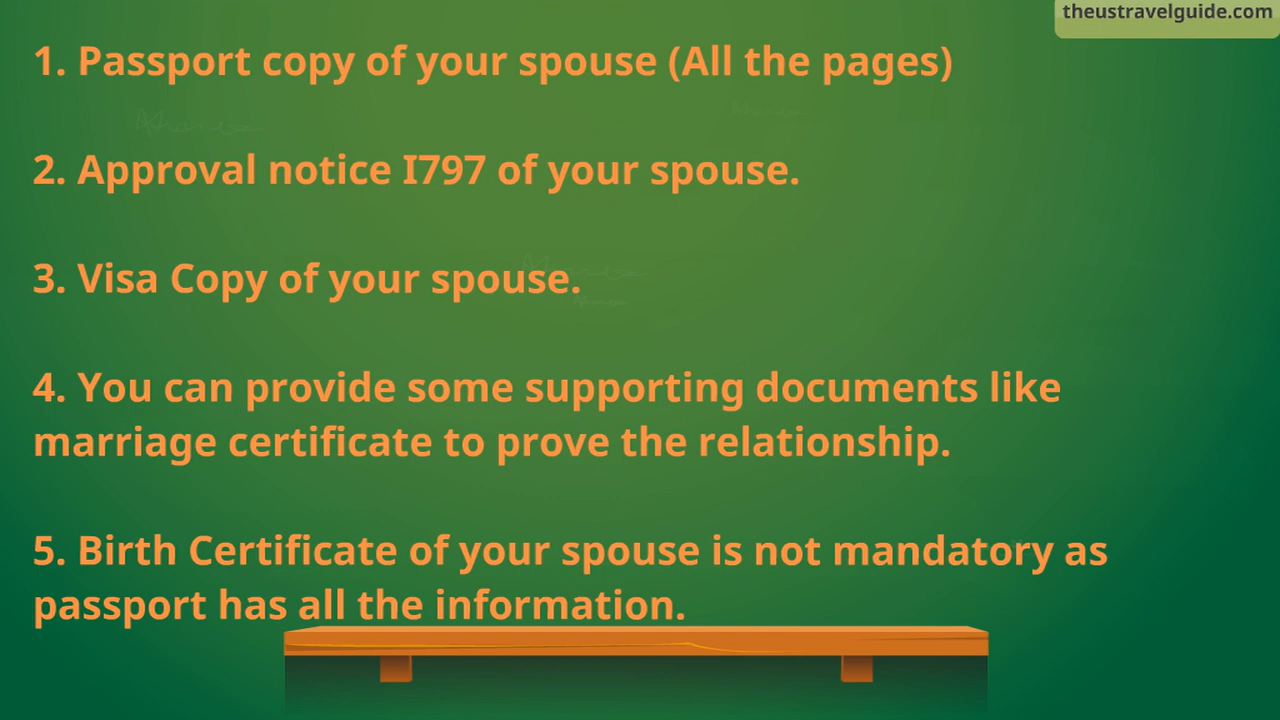 theustravelguide.com
1. Passport copy of your spouse (All the pages)
2. Approval notice I797 of your spouse.
3. Visa Copy of your spouse.
4. You can provide some supporting documents like
marriage certificate to prove the relationship.
5. Birth Certificate of your spouse is not mandatory as
passport has all the information.